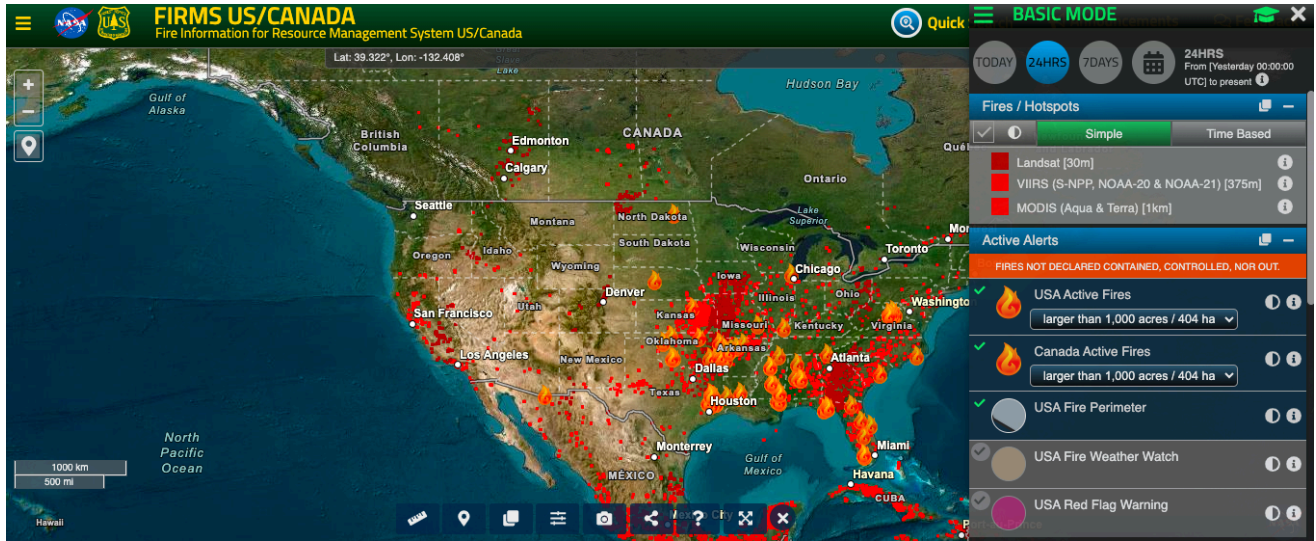 FIRMS US/CANADA
Fire Information for Resource Management System US/Canada
Quick
BASIC MODE
Lat: 39.322°, Lon: -132.408°
TODAY
24HRS
7DAYS
24HRS
From [Yesterday 00:00:00
UTC] to present
Fires / Hotspots
Simple
Time Based
Landsat [30m]
VIIRS (S-NPP, NOAA-20 & NOAA-21) [375m]
MODIS (Aqua & Terra) [1km]
Active Alerts
FIRES NOT DECLARED CONTAINED, CONTROLLED, NOR OUT.
USA Active Fires
larger than 1,000 acres / 404 ha
Canada Active Fires
larger than 1,000 acres / 404 ha
USA Fire Perimeter
USA Fire Weather Watch
USA Red Flag Warning
Slave
Lake
Hudson Bay
Gulf of
Alaska
British
Columbia
Edmonton
CANADA
Calgary
Ontario
Seattle
Montana
North Dakota
Lake
Superior
Oregon
Idaho
South Dakota
Wisconsin
Toronto
Wyoming
Iowa
Chicago
Denver
Illinois
Ohio
Washingto
San Francisco
Utah
Kansas
Missouri
Kentucky
Virginia
Oklahoma
Arkansas
Los Angeles
New Mexico
Dallas
Atlanta
Texas
Houston
North
Pacific
Ocean
Monterrey
Gulf of
Mexico
Miami
MÉXICO
Havana
CUBA
Mexico City
1000 km
500 mi
Hawaii